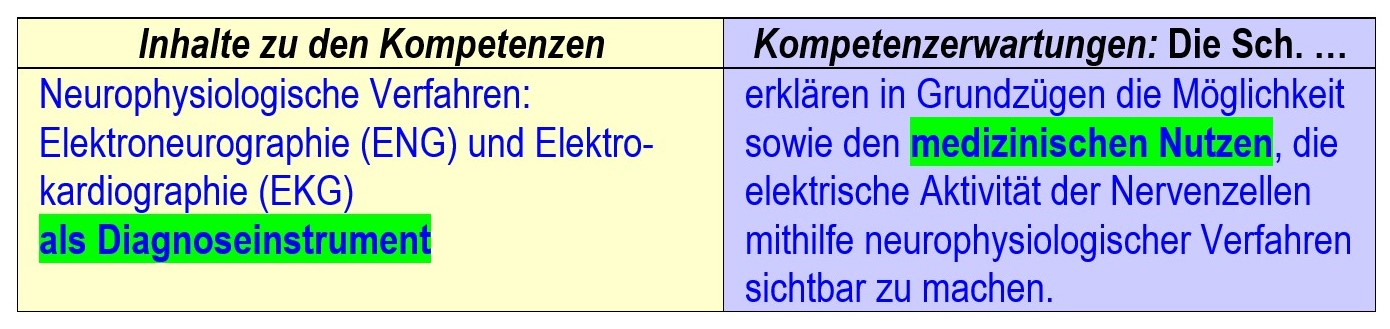 Inhalte zu den Kompetenzen
Kompetenzerwartungen: Die Sch. …
Neurophysiologische Verfahren:
Elektroneurographie (ENG) und Elektro-
kardiographie (EKG)
als Diagnoseinstrument
erklären in Grundzügen die Möglichkeit
sowie den medizinischen Nutzen, die
elektrische Aktivität der Nervenzellen
mithilfe neurophysiologischer Verfahren
sichtbar zu machen.